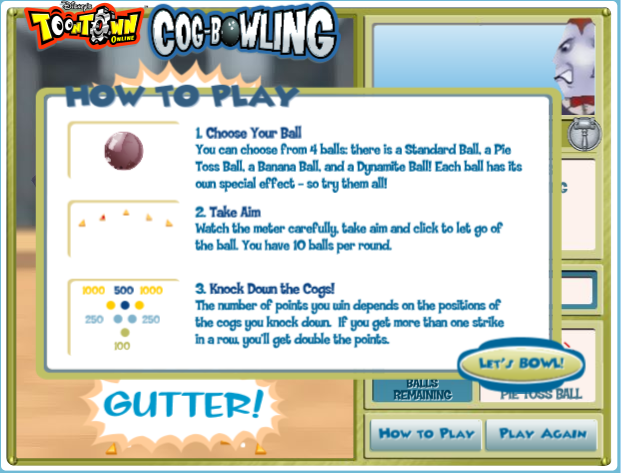 Disney's
TOONTOWN
ONLINE
COG-BOWLING
HOW TO PLAY
1. Choose Your Ball
You can choose from 4 balls: there is a Standard Ball, a Pie
Toss Ball, a Banana Ball, and a Dynamite Ball! Each ball has its
own special effect - so try them all!
2. Take Aim
Watch the meter carefully, take aim and click to let go of
the ball. You have 10 balls per round.
1000 500 1000
250 250
100
3. Knock Down the Cogs!
The number of points you win depends on the positions of
the cogs you knock down. If you get more than one strike
in a row, you'll get double the points.
LET'S BOWL!
GUTTER!
BALLS
REMAINING
PIE TOSS BALL
HOW TO PLAY
PLAY AGAIN